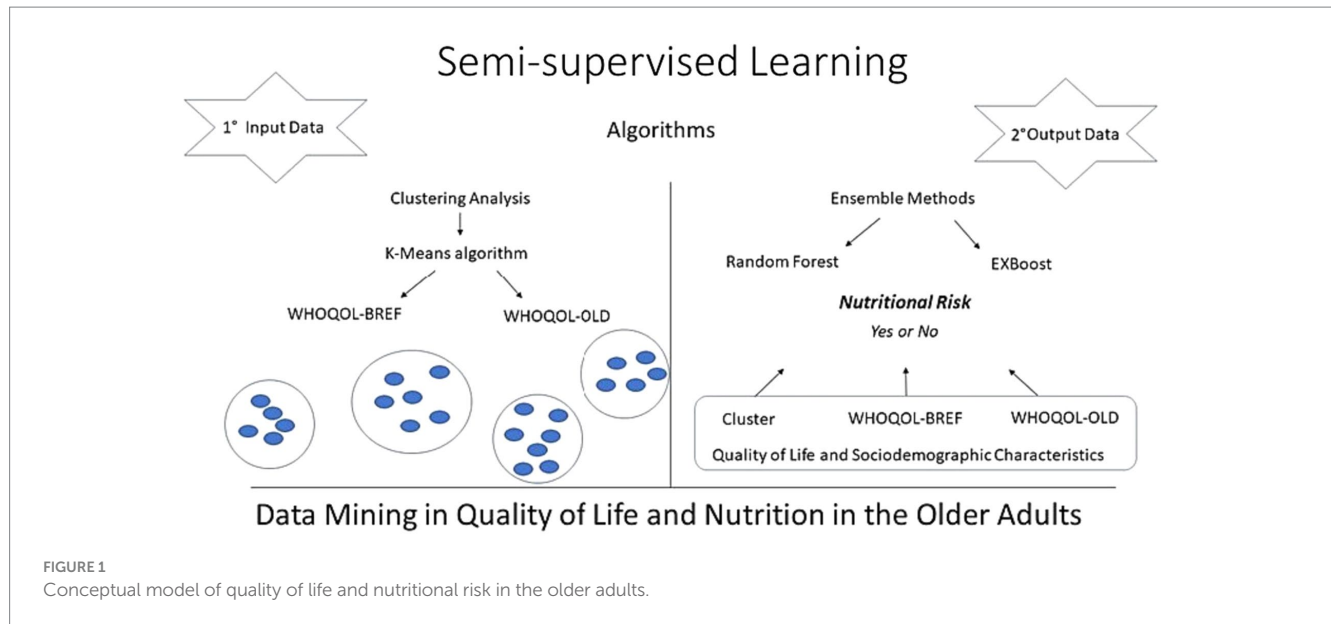 Semi-supervised Learning
1° Input Data
Algorithms
2°Output Data
Clustering Analysis
K-Means algorithm
WHOQOL-BREF
WHOQOL-OLD
Ensemble Methods
Random Forest
EXBoost
Nutritional Risk
Yes or No
Cluster
WHOQOL-BREF
WHOQOL-OLD
Quality of Life and Sociodemographic Characteristics
Data Mining in Quality of Life and Nutrition in the Older Adults
FIGURE 1
Conceptual model of quality of life and nutritional risk in the older adults.